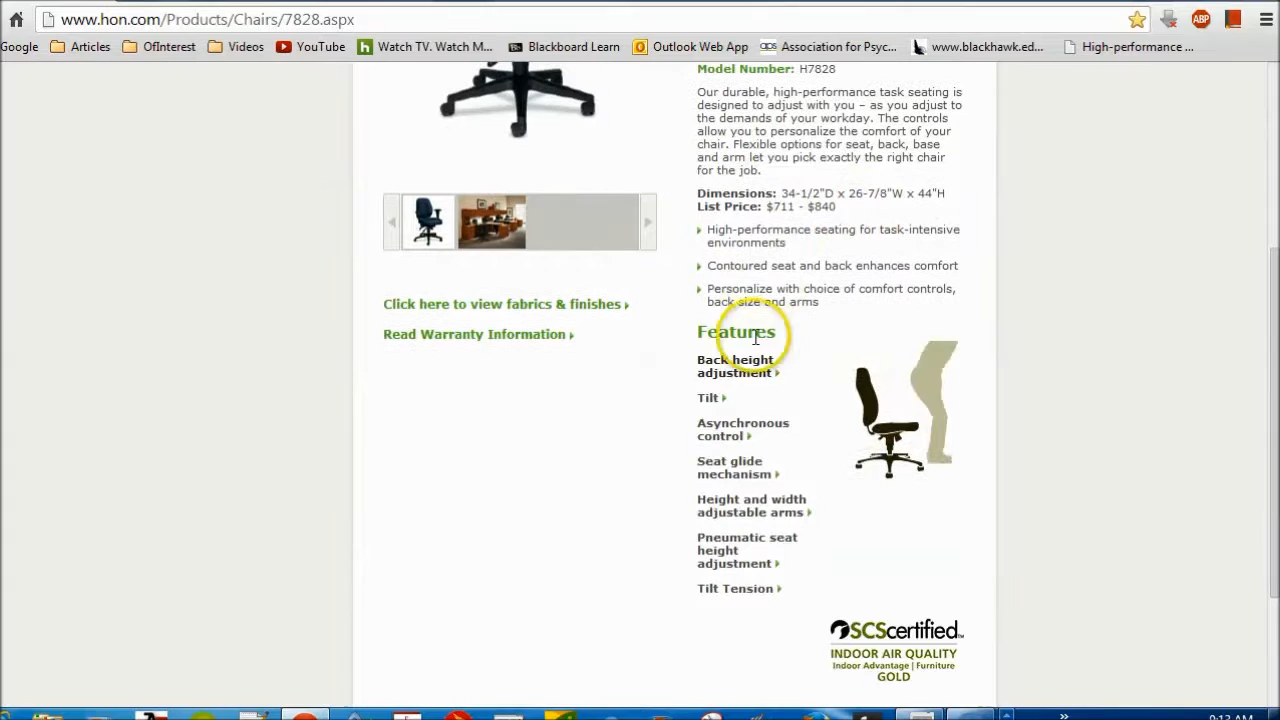 www.hon.com/Products/Chairs/7828.aspx
ABP
Google Articles OfInterest Videos YouTube Watch TV. Watch M... Blackboard Learn Outlook Web App Association for Psyc... www.blackhawk.ed... High-performance ...
Model Number: H7828
Our durable, high-performance task seating is
designed to adjust with you – as you adjust to
the demands of your workday. The controls
allow you to personalize the comfort of your
chair. Flexible options for seat, back, base
and arm let you pick exactly the right chair
for the job.
Dimensions: 34-1/2"D x 26-7/8"W x 44"H
List Price: $711 - $840
High-performance seating for task-intensive
environments
Contoured seat and back enhances comfort
Personalize with choice of comfort controls,
back size and arms
Click here to view fabrics & finishes
Read Warranty Information
Features
Back height
adjustment
Tilt
Asynchronous
control
Seat glide
mechanism
Height and width
adjustable arms
Pneumatic seat
height
adjustment
Tilt Tension
SCScertified™
INDOOR AIR QUALITY
Indoor Advantage | Furniture
GOLD
9:13 AM